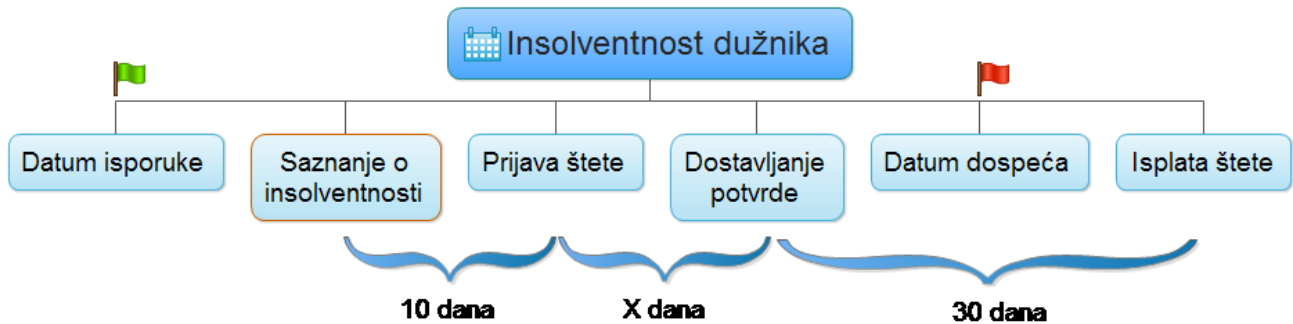 Insolventnost dužnika
Datum isporuke
Saznanje o
insolventnosti
Prijava štete
Dostavljanje
potvrde
Datum dospeća
Isplata štete
10 dana
X dana
30 dana